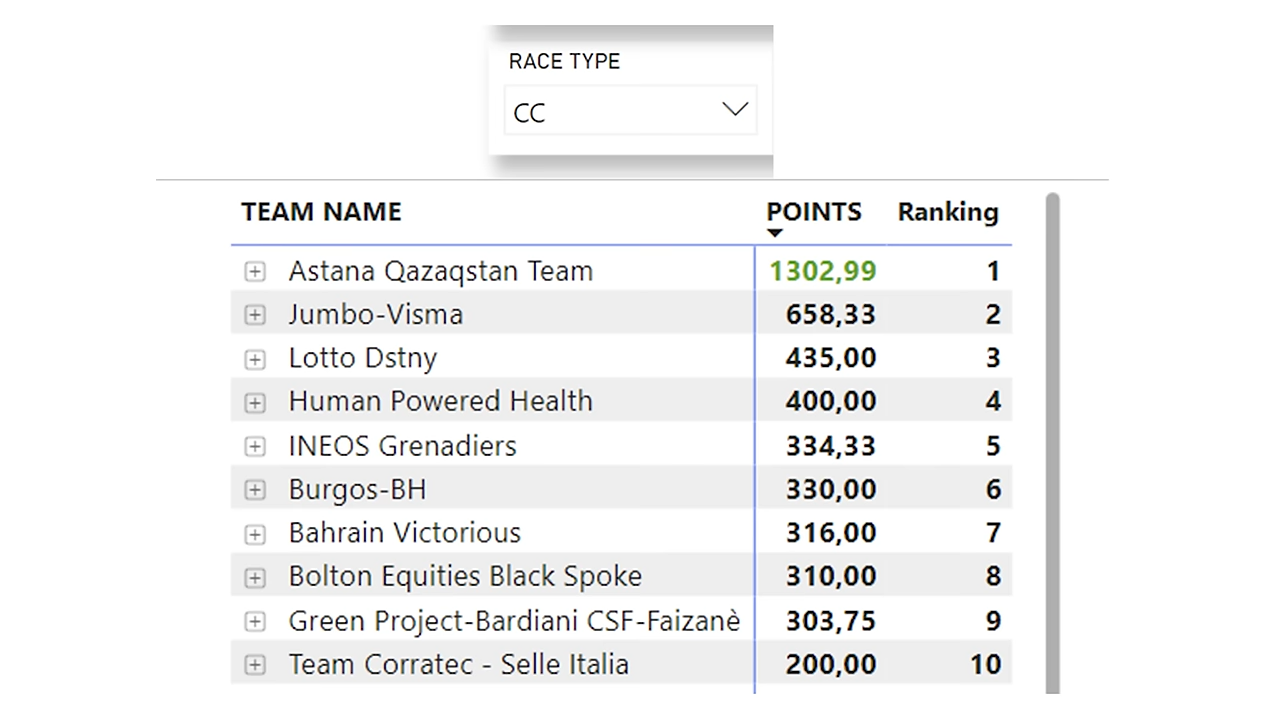 RACE TYPE
CC
TEAM NAME POINTS Ranking
Astana Qazaqstan Team 1302,99 1
Jumbo-Visma 658,33 2
Lotto Dstny 435,00 3
Human Powered Health 400,00 4
INEOS Grenadiers 334,33 5
Burgos-BH 330,00 6
Bahrain Victorious 316,00 7
Bolton Equities Black Spoke 310,00 8
Green Project-Bardiani CSF-Faizanè 303,75 9
Team Corratec - Selle Italia 200,00 10